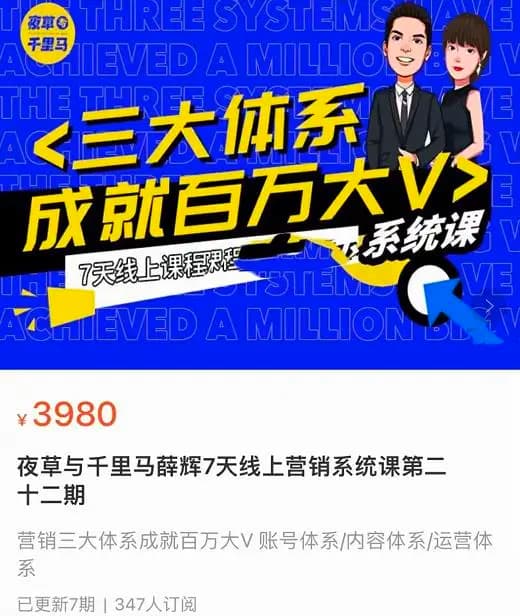 夜草与
千里马
THE THREE SYSTEMS HAVE
ACHIEVED A MILLION BIG V
<三大体系
成就百万大V>
系统课
7天线上课程
ACHIEVED A MILLION BIG
¥3980
夜草与千里马薛辉7天线上营销系统课第二
十二期
营销三大体系成就百万大V 账号体系/内容体系/运营体
系
已更新7期 | 347人订阅